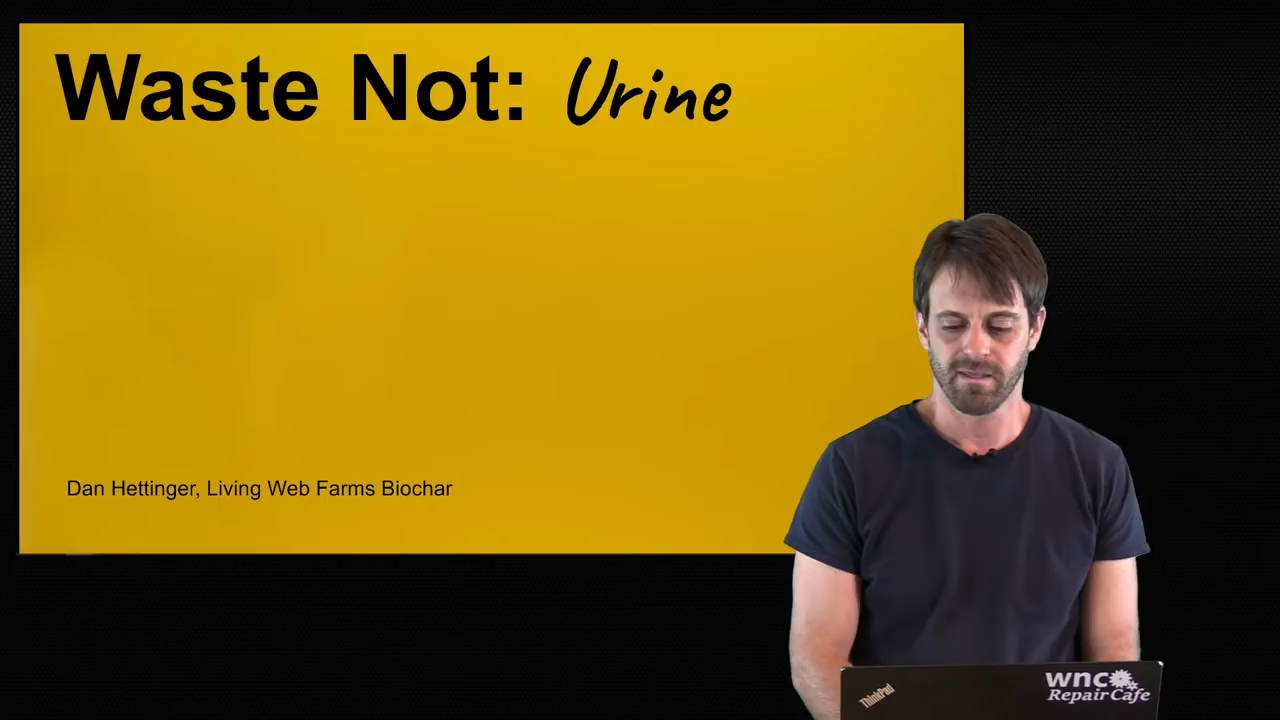 Waste Not: Urine
Dan Hettinger, Living Web Farms Biochar
ThinkPad
wnc
Repair Cafe